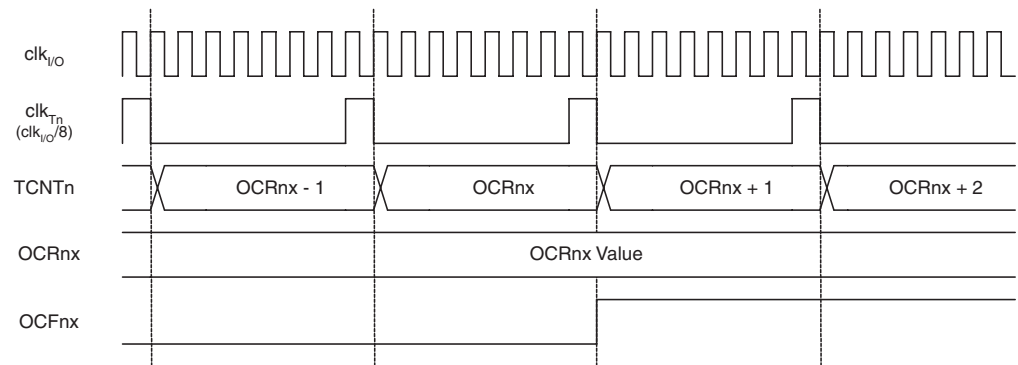 clkI/O
clkTn
(clkI/O/8)
TCNTn OCRnx - 1 OCRnx OCRnx + 1 OCRnx + 2
OCRnx OCRnx Value
OCFnx